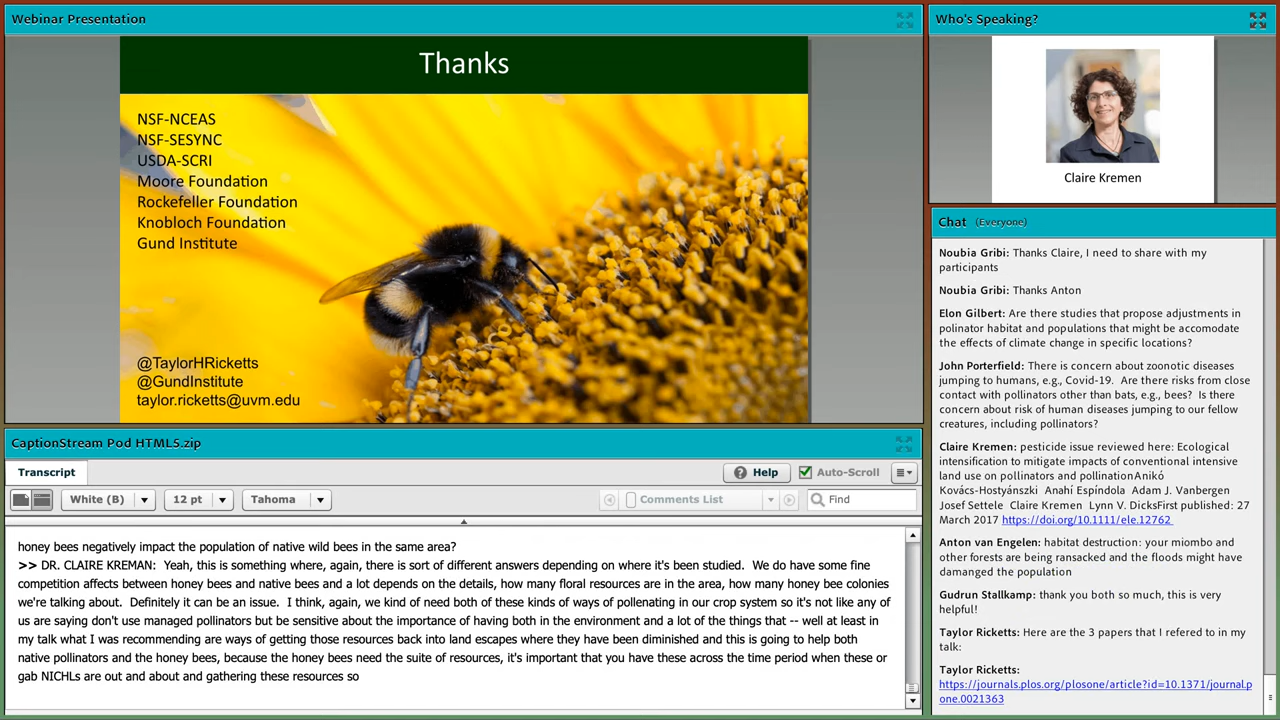 Webinar Presentation
Thanks
NSF-NCEAS
NSF-SESYNC
USDA-SCRI
Moore Foundation
Rockefeller Foundation
Knobloch Foundation
Gund Institute
@TaylorHRicketts
@GundInstitute
taylor.ricketts@uvm.edu
CaptionStream Pod HTML5.zip
Transcript
Help
Auto-Scroll
White (B)
12 pt
Tahoma
Comments List
Find
honey bees negatively impact the population of native wild bees in the same area?
>> DR. CLAIRE KREMAN:  Yeah, this is something where, again, there is sort of different answers depending on where it's been studied.  We do have some fine
competition affects between honey bees and native bees and a lot depends on the details, how many floral resources are in the area, how many honey bee colonies
we're talking about.  Definitely it can be an issue.  I think, again, we kind of need both of these kinds of ways of pollenating in our crop system so it's not like any of
us are saying don't use managed pollinators but be sensitive about the importance of having both in the environment and a lot of the things that -- well at least in
my talk what I was recommending are ways of getting those resources back into land escapes where they have been diminished and this is going to help both
native pollinators and the honey bees, because the honey bees need the suite of resources, it's important that you have these across the time period when these or
gab NICHLs are out and about and gathering these resources so
Who's Speaking?
Claire Kremen
Chat (Everyone)
Noubia Gribi: Thanks Claire, I need to share with my
participants
Noubia Gribi: Thanks Anton
Elon Gilbert: Are there studies that propose adjustments in
polinator habitat and populations that might be accomodate
the effects of climate change in specific locations?
John Porterfield: There is concern about zoonotic diseases
jumping to humans, e.g., Covid-19.  Are there risks from close
contact with pollinators other than bats, e.g., bees?  Is there
concern about risk of human diseases jumping to our fellow
creatures, including pollinators?
Claire Kremen: pesticide issue reviewed here: Ecological
intensification to mitigate impacts of conventional intensive
land use on pollinators and pollinationAnikó
Kovács-Hostyánszki  Anahí Espíndola  Adam J. Vanbergen
Josef Settele  Claire Kremen  Lynn V. DicksFirst published: 27
March 2017 https://doi.org/10.1111/ele.12762
Anton van Engelen: habitat destruction: your miombo and
other forests are being ransacked and the floods might have
damanged the population
Gudrun Stallkamp: thank you both so much, this is very
helpful!
Taylor Ricketts: Here are the 3 papers that I refered to in my
talk:
Taylor Ricketts:
https://journals.plos.org/plosone/article?id=10.1371/journal.p
one.0021363